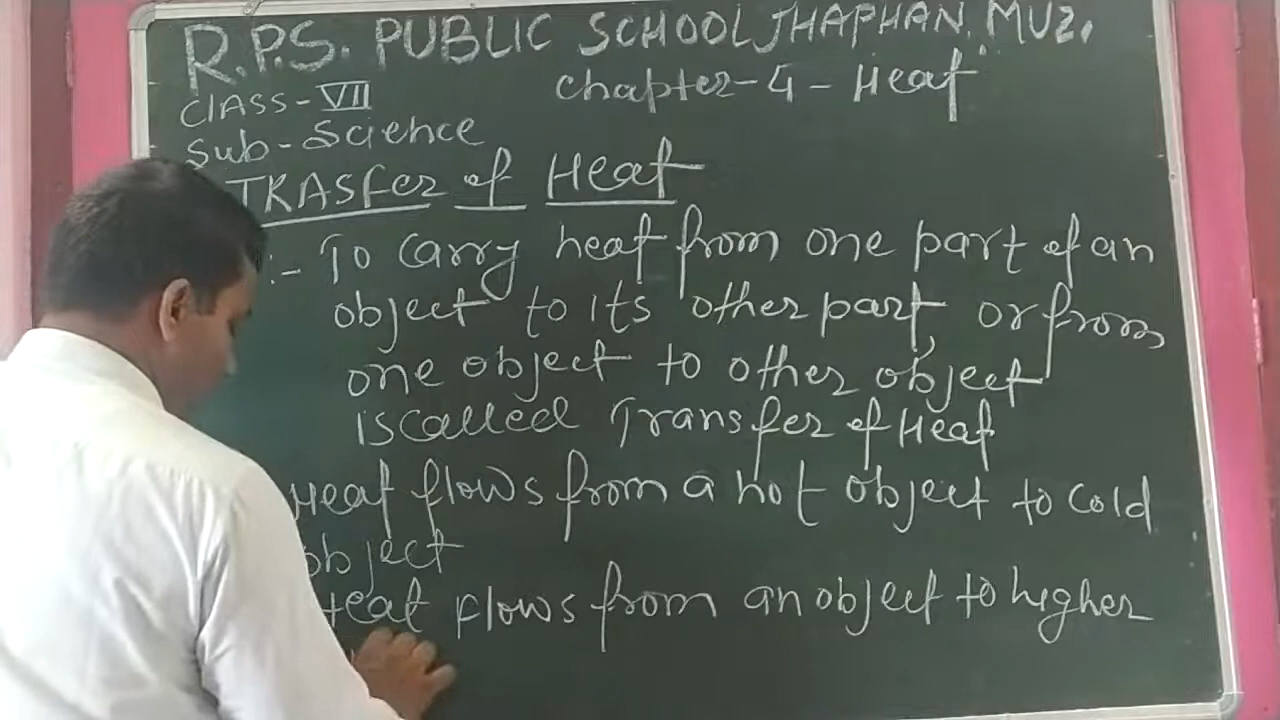 R.P.S. PUBLIC SCHOOL JHAPHAN. MUZ.
ClASS-VII
chapter-4-Heat
Sub-Science
TRASfer of Heat
:- To carry heat from one part of an
object to its other part, or from
one object to other object
is called Transfer of Heat
Heat flows from a hot object to cold
object
Heat flows from an object to higher